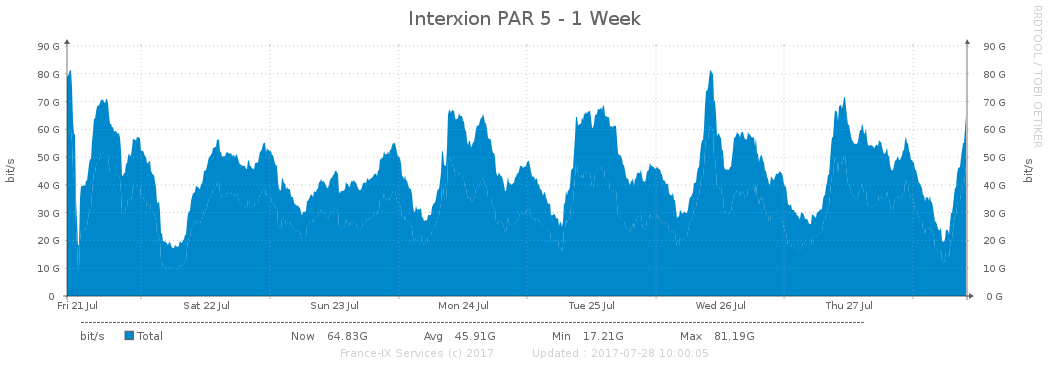 Interxion PAR 5 - 1 Week
RRDTOOL / TOBI OETIKER
bit/s
90 G 90 G
80 G 80 G
70 G 70 G
60 G 60 G
50 G 50 G
40 G 40 G
30 G 30 G
20 G 20 G
10 G 10 G
0 0 G
bit/s
Fri 21 Jul Sat 22 Jul Sun 23 Jul Mon 24 Jul Tue 25 Jul Wed 26 Jul Thu 27 Jul
bit/s Total Now 64.83G Avg 45.91G Min 17.21G Max 81.19G
France-IX Services (c) 2017 Updated : 2017-07-28 10:00:05